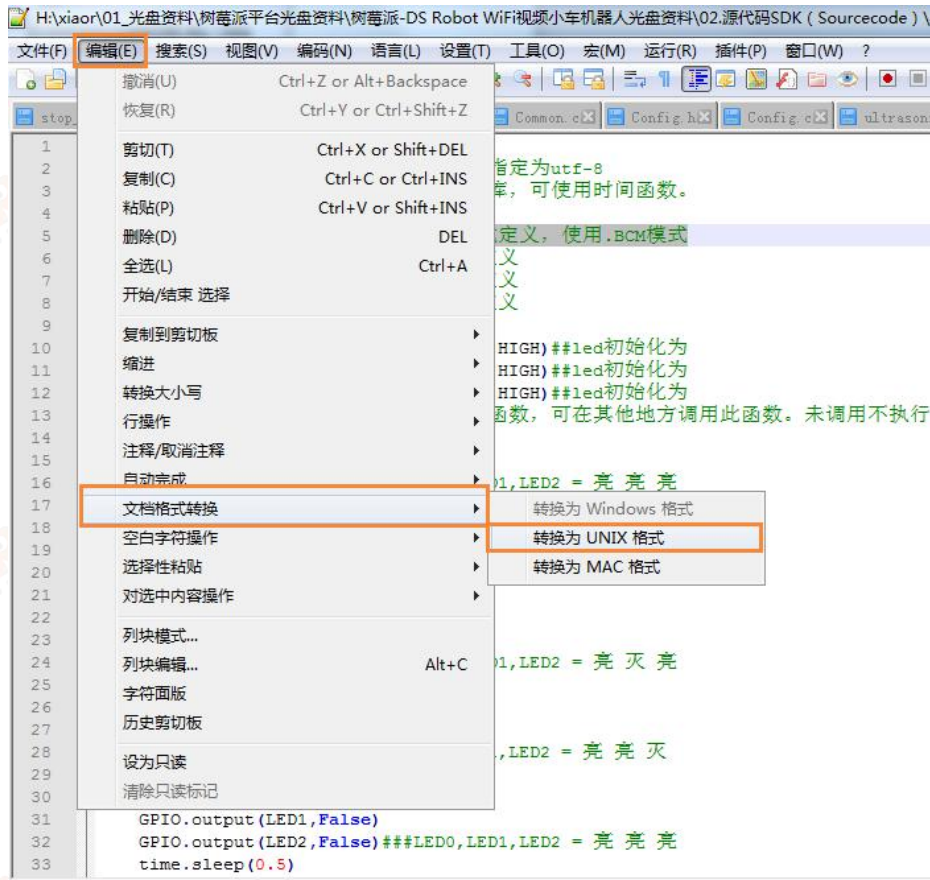 H:\xiaor\01_光盘资料\树莓派平台光盘资料\树莓派-DS Robot WiFi视频小车机器人光盘资料\02.源代码SDK ( Sourcecode ) \
文件(F) 编辑(E) 搜索(S) 视图(V) 编码(N) 语言(L) 设置(T) 工具(O) 宏(M) 运行(R) 插件(P) 窗口(W) ?
撤消(U) Ctrl+Z or Alt+Backspace
恢复(R) Ctrl+Y or Ctrl+Shift+Z
stop_ Common.c Config.h Config.c ultrason
1 剪切(T) Ctrl+X or Shift+DEL
2 指定为utf-8
3 复制(C) Ctrl+C or Ctrl+INS 库，可使用时间函数。
4 粘贴(P) Ctrl+V or Shift+INS
5 删除(D) DEL 定义，使用.BCM模式
6 全选(L) Ctrl+A 义
7 开始/结束 选择 义
8 义
9 复制到剪切板
10 HIGH)##led初始化为
11 缩进 HIGH)##led初始化为
12 转换大小写 HIGH)##led初始化为
13 行操作 函数，可在其他地方调用此函数。未调用不执行
14 注释/取消注释
15
16 自动完成 01,LED2 = 亮 亮 亮
17 文档格式转换 转换为 Windows 格式
18 空白字符操作 转换为 UNIX 格式
19
20 选择性粘贴 转换为 MAC 格式
21 对选中内容操作
22
23 列块模式...
24 列块编辑... Alt+C 01,LED2 = 亮 灭 亮
25 字符面版
26
27 历史剪切板
28 设为只读 ,LED2 = 亮 亮 灭
29
30 清除只读标记
31 GPIO.output(LED1,False)
32 GPIO.output(LED2,False)###LED0,LED1,LED2 = 亮 亮 亮
33 time.sleep(0.5)